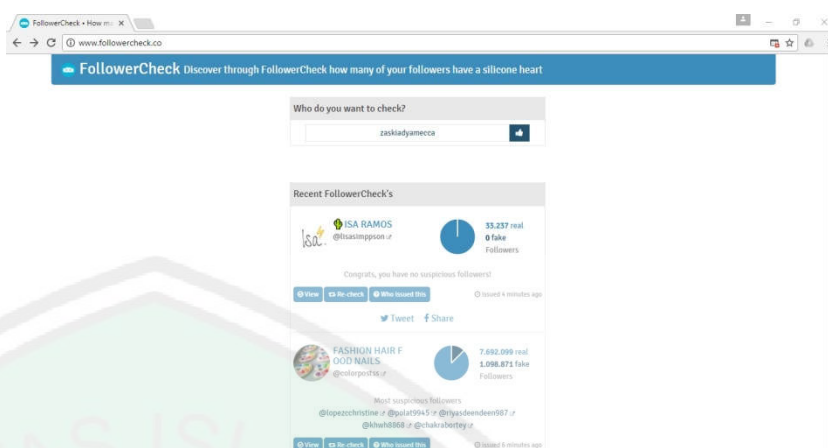 FollowerCheck • How m
www.followercheck.co
FollowerCheck Discover through FollowerCheck how many of your followers have a silicone heart
Who do you want to check?
zaskiadyamecca
Recent FollowerCheck's
ISA RAMOS
@lisasimppson
33.237 real
0 fake
Followers
Congrats, you have no suspicious followers!
View Re-check Who issued this issued 4 minutes ago
Tweet Share
FASHION HAIR F
OOD NAILS
@colorpostss
7.692.099 real
1.098.871 fake
Followers
Most suspicious followers
@lopezcchristine @polat9945 @riyasdeendeen987
@khwh8868 @chakrabortey
View Re-check Who issued this issued 6 minutes ago